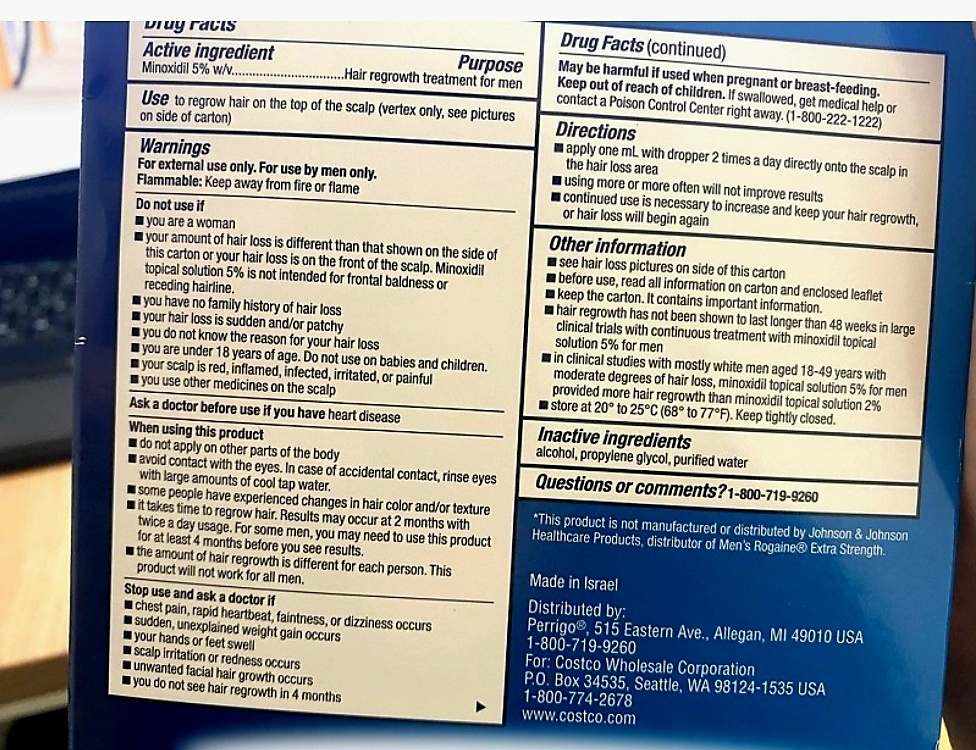 Drug Facts
Active ingredient Purpose
Minoxidil 5% w/v.................................Hair regrowth treatment for men
Use to regrow hair on the top of the scalp (vertex only, see pictures
on side of carton)
Warnings
For external use only. For use by men only.
Flammable: Keep away from fire or flame
Do not use if
■ you are a woman
■ your amount of hair loss is different than that shown on the side of
this carton or your hair loss is on the front of the scalp. Minoxidil
topical solution 5% is not intended for frontal baldness or
receding hairline.
■ you have no family history of hair loss
■ your hair loss is sudden and/or patchy
■ you do not know the reason for your hair loss
■ you are under 18 years of age. Do not use on babies and children.
■ your scalp is red, inflamed, infected, irritated, or painful
■ you use other medicines on the scalp
Ask a doctor before use if you have heart disease
When using this product
■ do not apply on other parts of the body
■ avoid contact with the eyes. In case of accidental contact, rinse eyes
with large amounts of cool tap water.
■ some people have experienced changes in hair color and/or texture
■ it takes time to regrow hair. Results may occur at 2 months with
twice a day usage. For some men, you may need to use this product
for at least 4 months before you see results.
■ the amount of hair regrowth is different for each person. This
product will not work for all men.
Stop use and ask a doctor if
■ chest pain, rapid heartbeat, faintness, or dizziness occurs
■ sudden, unexplained weight gain occurs
■ your hands or feet swell
■ scalp irritation or redness occurs
■ unwanted facial hair growth occurs
■ you do not see hair regrowth in 4 months
Drug Facts (continued)
May be harmful if used when pregnant or breast-feeding.
Keep out of reach of children. If swallowed, get medical help or
contact a Poison Control Center right away. (1-800-222-1222)
Directions
■ apply one mL with dropper 2 times a day directly onto the scalp in
the hair loss area
■ using more or more often will not improve results
■ continued use is necessary to increase and keep your hair regrowth,
or hair loss will begin again
Other information
■ see hair loss pictures on side of this carton
■ before use, read all information on carton and enclosed leaflet
■ keep the carton. It contains important information.
■ hair regrowth has not been shown to last longer than 48 weeks in large
clinical trials with continuous treatment with minoxidil topical
solution 5% for men
■ in clinical studies with mostly white men aged 18-49 years with
moderate degrees of hair loss, minoxidil topical solution 5% for men
provided more hair regrowth than minoxidil topical solution 2%
■ store at 20° to 25°C (68° to 77°F). Keep tightly closed.
Inactive ingredients
alcohol, propylene glycol, purified water
Questions or comments? 1-800-719-9260
*This product is not manufactured or distributed by Johnson & Johnson
Healthcare Products, distributor of Men's Rogaine® Extra Strength.
Made in Israel
Distributed by:
Perrigo®, 515 Eastern Ave., Allegan, MI 49010 USA
1-800-719-9260
For: Costco Wholesale Corporation
P.O. Box 34535, Seattle, WA 98124-1535 USA
1-800-774-2678
www.costco.com